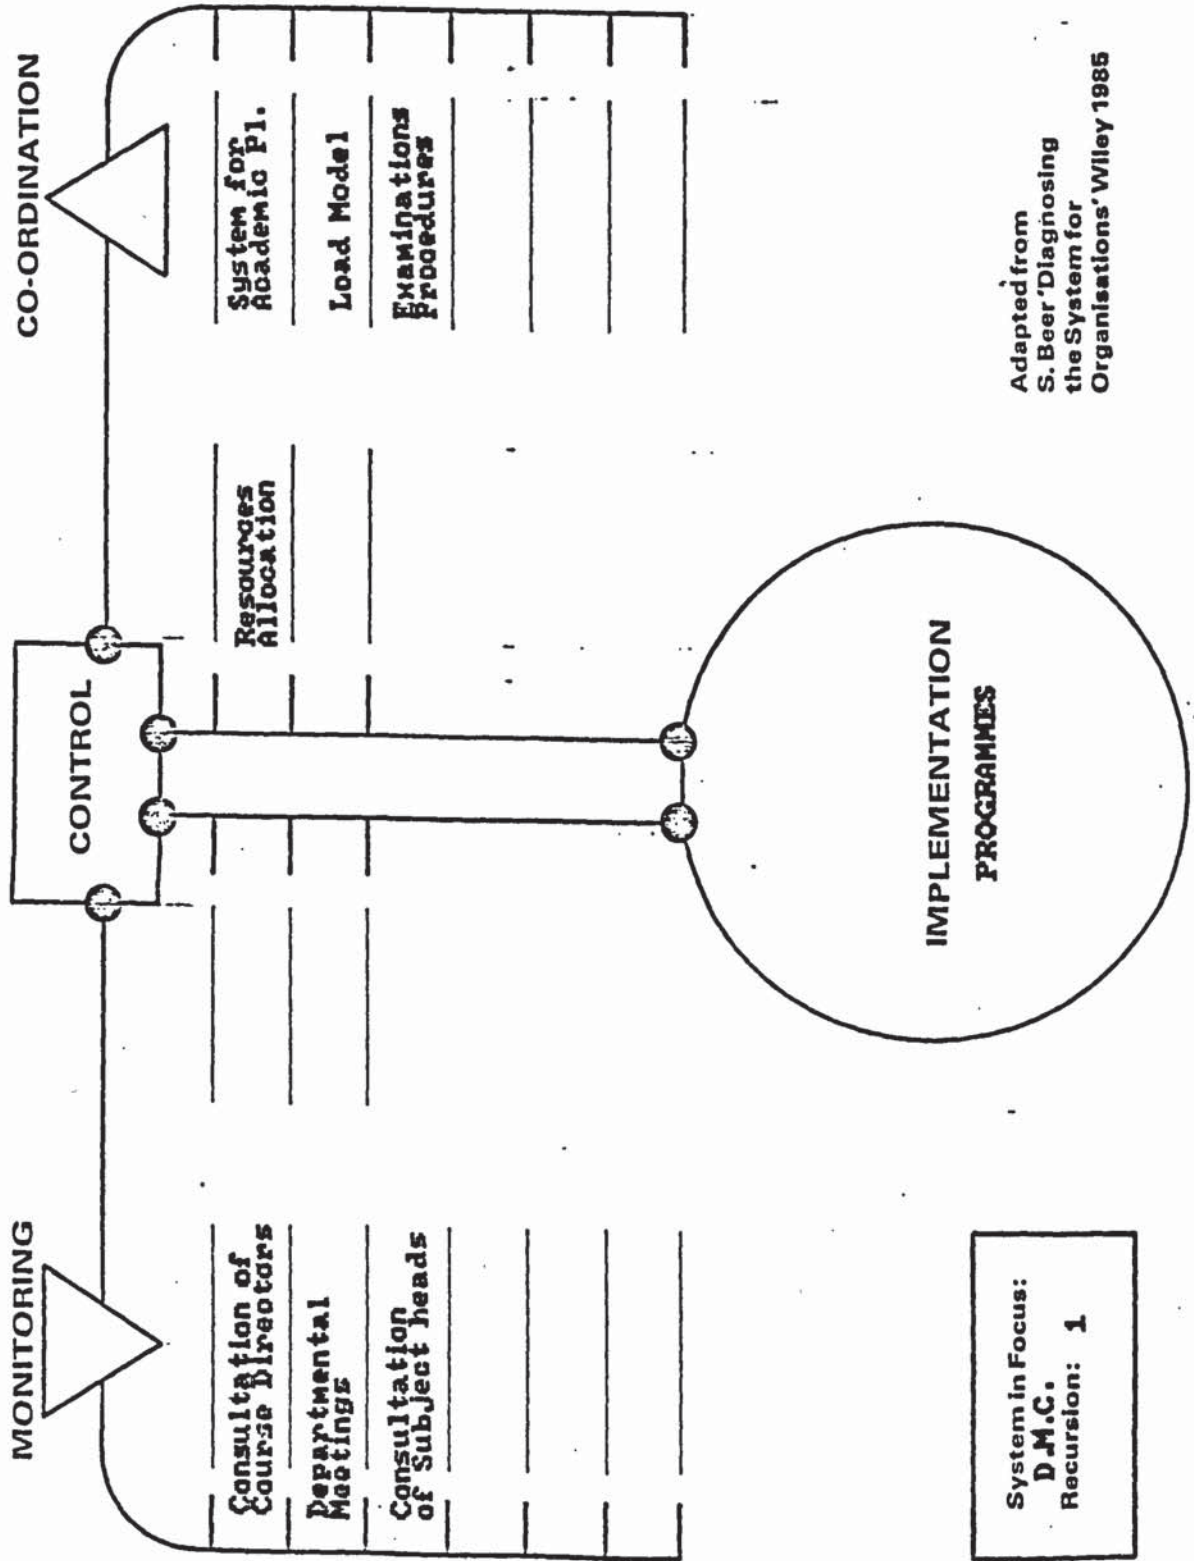 MONITORING
CONTROL
CO-ORDINATION
Consultation of
Course Directors
Departmental
Meetings
Consultation
of Subject heads
Resources
Allocation
System for
Academic Pl.
Load Model
Examinations
Procedures
IMPLEMENTATION
PROGRAMMES
System in Focus:
D.M.C.
Recursion: 1
Adapted from
S. Beer 'Diagnosing
the System for
Organisations' Wiley 1985